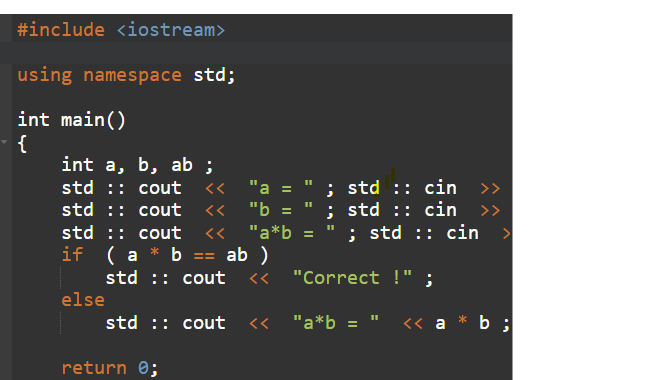 #include <iostream>
using namespace std;
int main()
{
int a, b, ab ;
std :: cout << "a = " ; std :: cin >>
std :: cout << "b = " ; std :: cin >>
std :: cout << "a*b = " ; std :: cin >
if ( a * b == ab )
std :: cout << "Correct !" ;
else
std :: cout << "a*b = " << a * b ;
return 0;